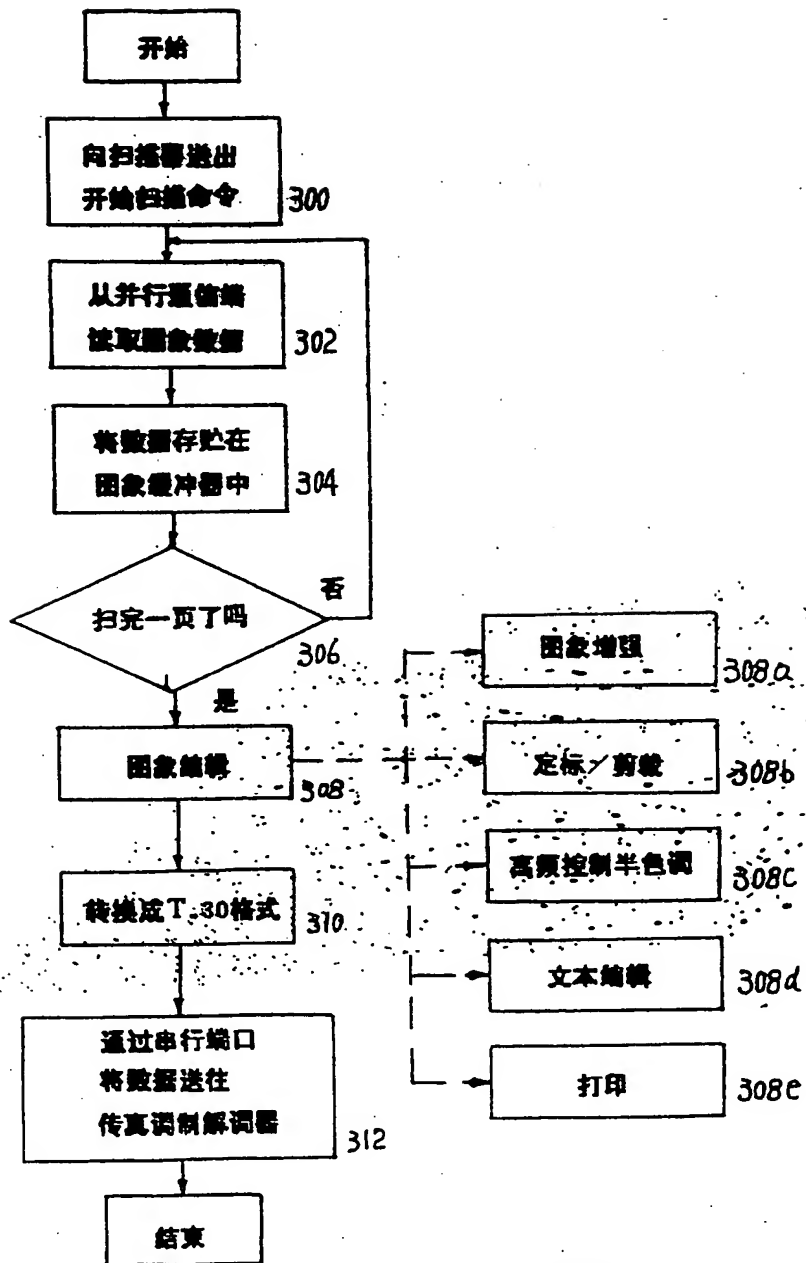 开始
向扫描器送出
开始扫描命令
300
从并行通信端
读取图象数据
302
将数据存贮在
图象缓冲器中
304
扫完一页了吗
306
否
是
图象编辑
308
图象增强
308a
定标/剪裁
308b
高频控制半色调
308c
文本编辑
308d
打印
308e
转换成T.30格式
310
通过串行端口
将数据送往
传真调制解调器
312
结束